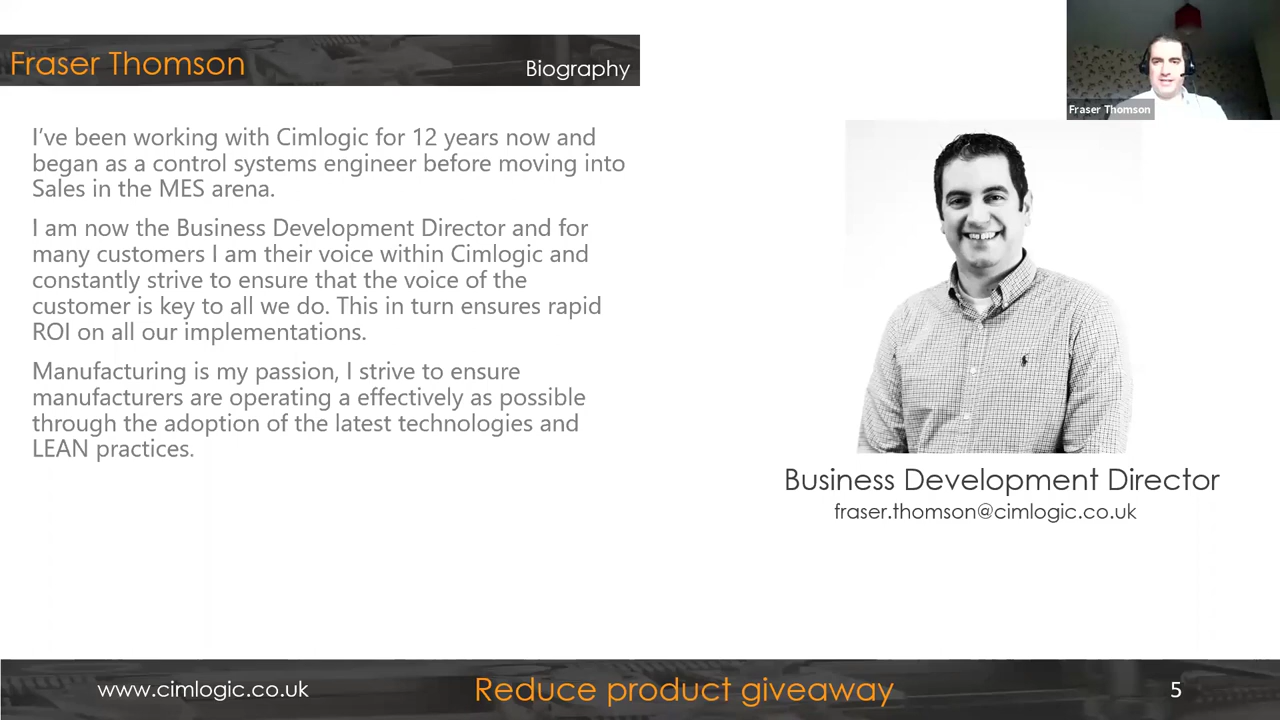 Fraser Thomson
Biography
Fraser Thomson
I've been working with Cimlogic for 12 years now and
began as a control systems engineer before moving into
Sales in the MES arena.
I am now the Business Development Director and for
many customers I am their voice within Cimlogic and
constantly strive to ensure that the voice of the
customer is key to all we do. This in turn ensures rapid
ROI on all our implementations.
Manufacturing is my passion, I strive to ensure
manufacturers are operating a effectively as possible
through the adoption of the latest technologies and
LEAN practices.
Business Development Director
fraser.thomson@cimlogic.co.uk
www.cimlogic.co.uk
Reduce product giveaway
5